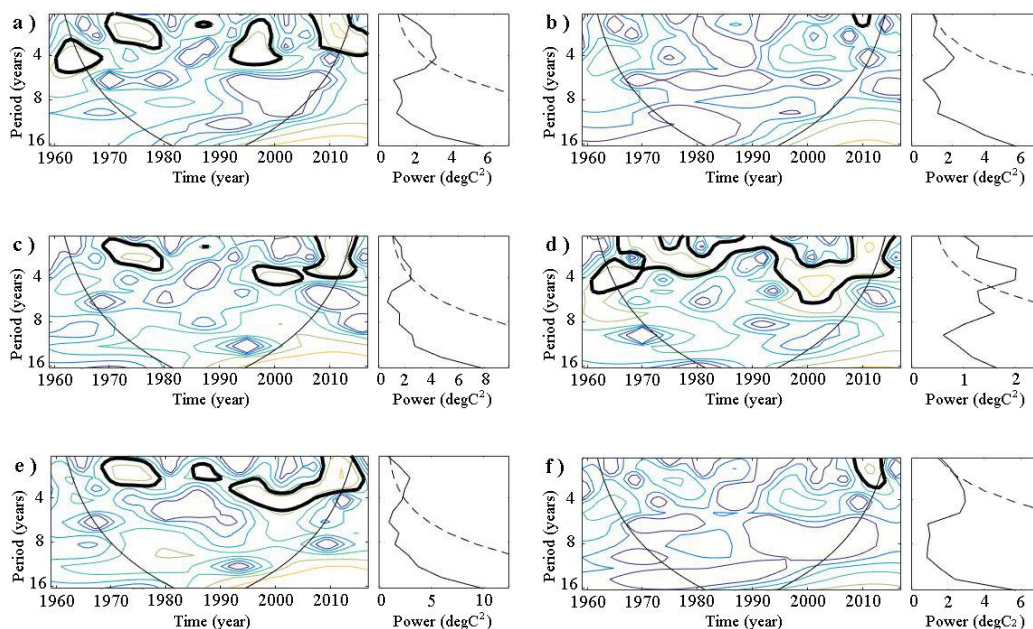 a )
Period (years)
4
8
16
1960 1970 1980 1990 2000 2010
Time (year)
0 2 4 6
Power (degC²)
b )
Period (years)
4
8
16
1960 1970 1980 1990 2000 2010
Time (year)
0 2 4 6
Power (degC²)
c )
Period (years)
4
8
16
1960 1970 1980 1990 2000 2010
Time (year)
0 2 4 6 8
Power (degC²)
d )
Period (years)
4
8
16
1960 1970 1980 1990 2000 2010
Time (year)
0 1 2
Power (degC²)
e )
Period (years)
4
8
16
1960 1970 1980 1990 2000 2010
Time (year)
0 5 10
Power (degC²)
f )
Period (years)
4
8
16
1960 1970 1980 1990 2000 2010
Time (year)
0 2 4 6
Power (degC₂)